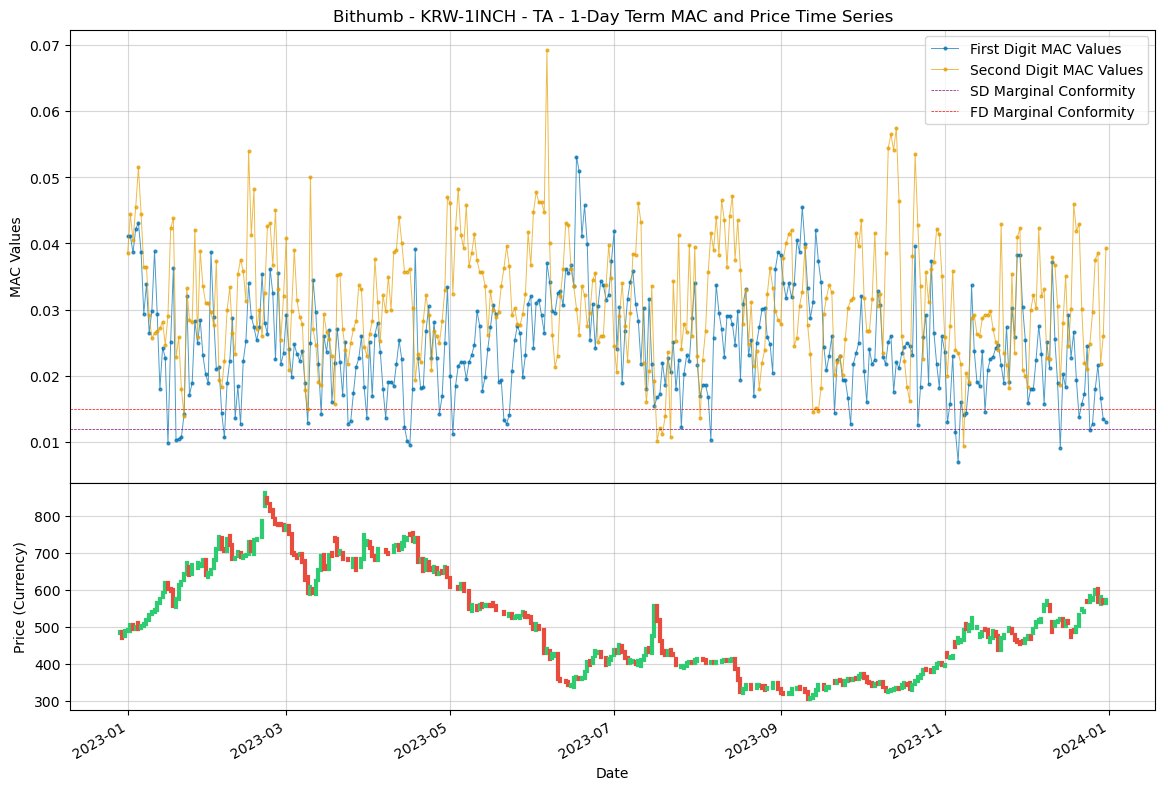 Bithumb - KRW-1INCH - TA - 1-Day Term MAC and Price Time Series
First Digit MAC Values
Second Digit MAC Values
SD Marginal Conformity
FD Marginal Conformity
MAC Values
0.07
0.06
0.05
0.04
0.03
0.02
0.01
Price (Currency)
800
700
600
500
400
300
2023-01
2023-03
2023-05
2023-07
2023-09
2023-11
2024-01
Date